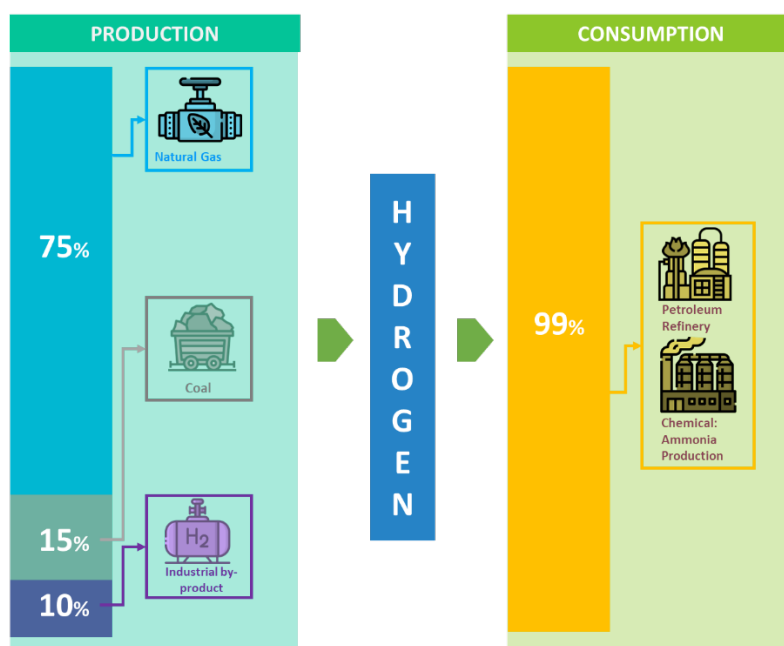 PRODUCTION
75%
Natural Gas
Coal
15%
H2
Industrial by-
product
10%
H
Y
D
R
O
G
E
N
CONSUMPTION
99%
Petroleum
Refinery
Chemical:
Ammonia
Production